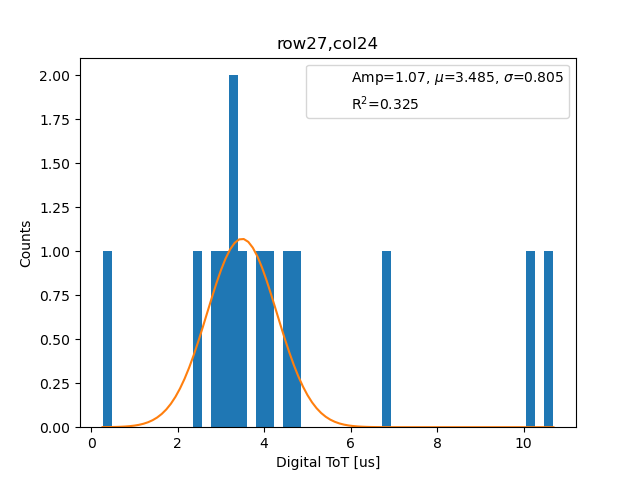 row27,col24
Amp=1.07, μ=3.485, σ=0.805
R²=0.325
2.00
1.75
1.50
1.25
1.00
0.75
0.50
0.25
0.00
Counts
0 2 4 6 8 10
Digital ToT [us]